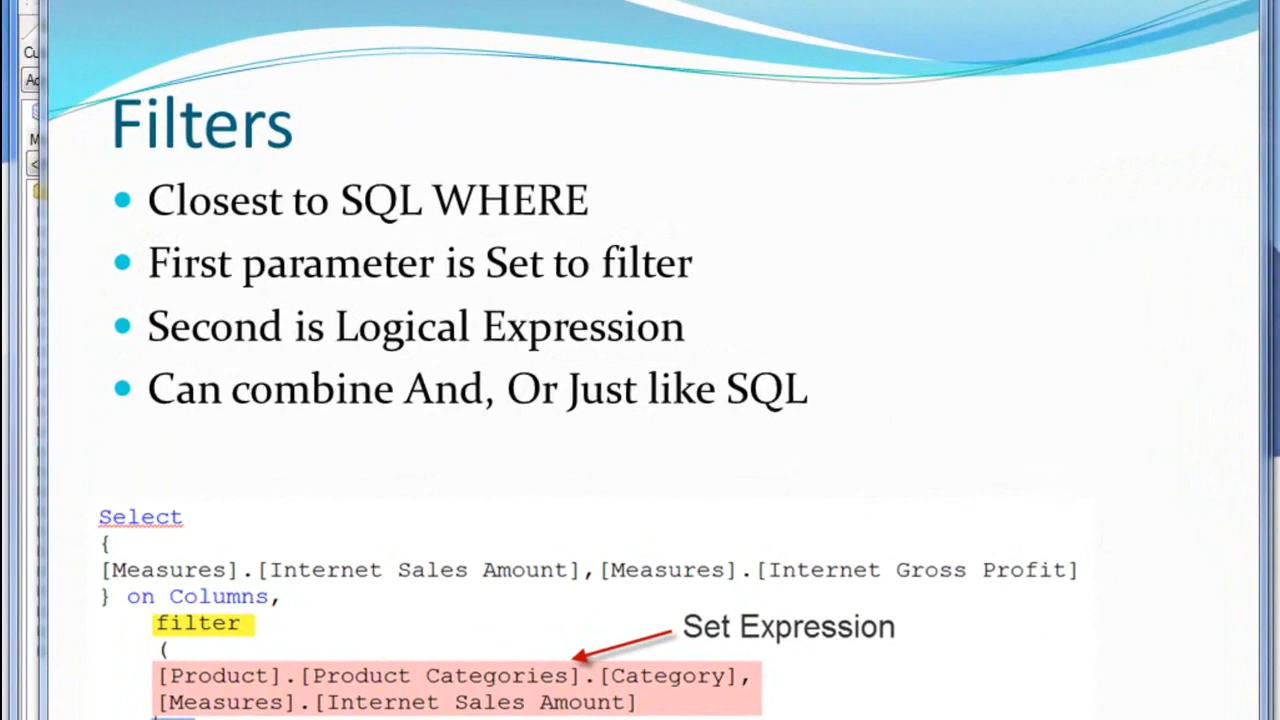 Filters
Closest to SQL WHERE
First parameter is Set to filter
Second is Logical Expression
Can combine And, Or Just like SQL
Select
{
[Measures].[Internet Sales Amount],[Measures].[Internet Gross Profit]
} on Columns,
filter
(
Set Expression
[Product].[Product Categories].[Category],
[Measures].[Internet Sales Amount]